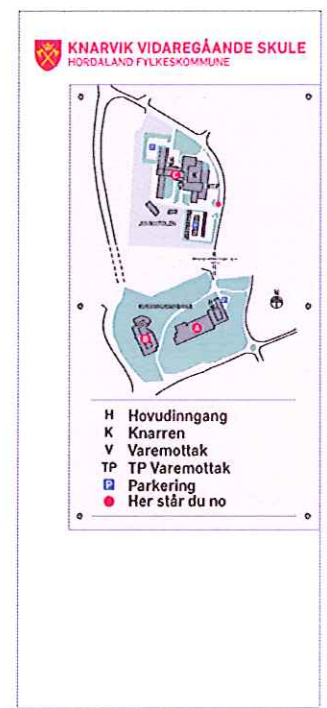 KNARVIK VIDAREGÅANDE SKULE
HORDALAND FYLKESKOMMUNE
P
C
N
A
H Hovudinngang
K Knarren
V Varemottak
TP TP Varemottak
P Parkering
Her står du no